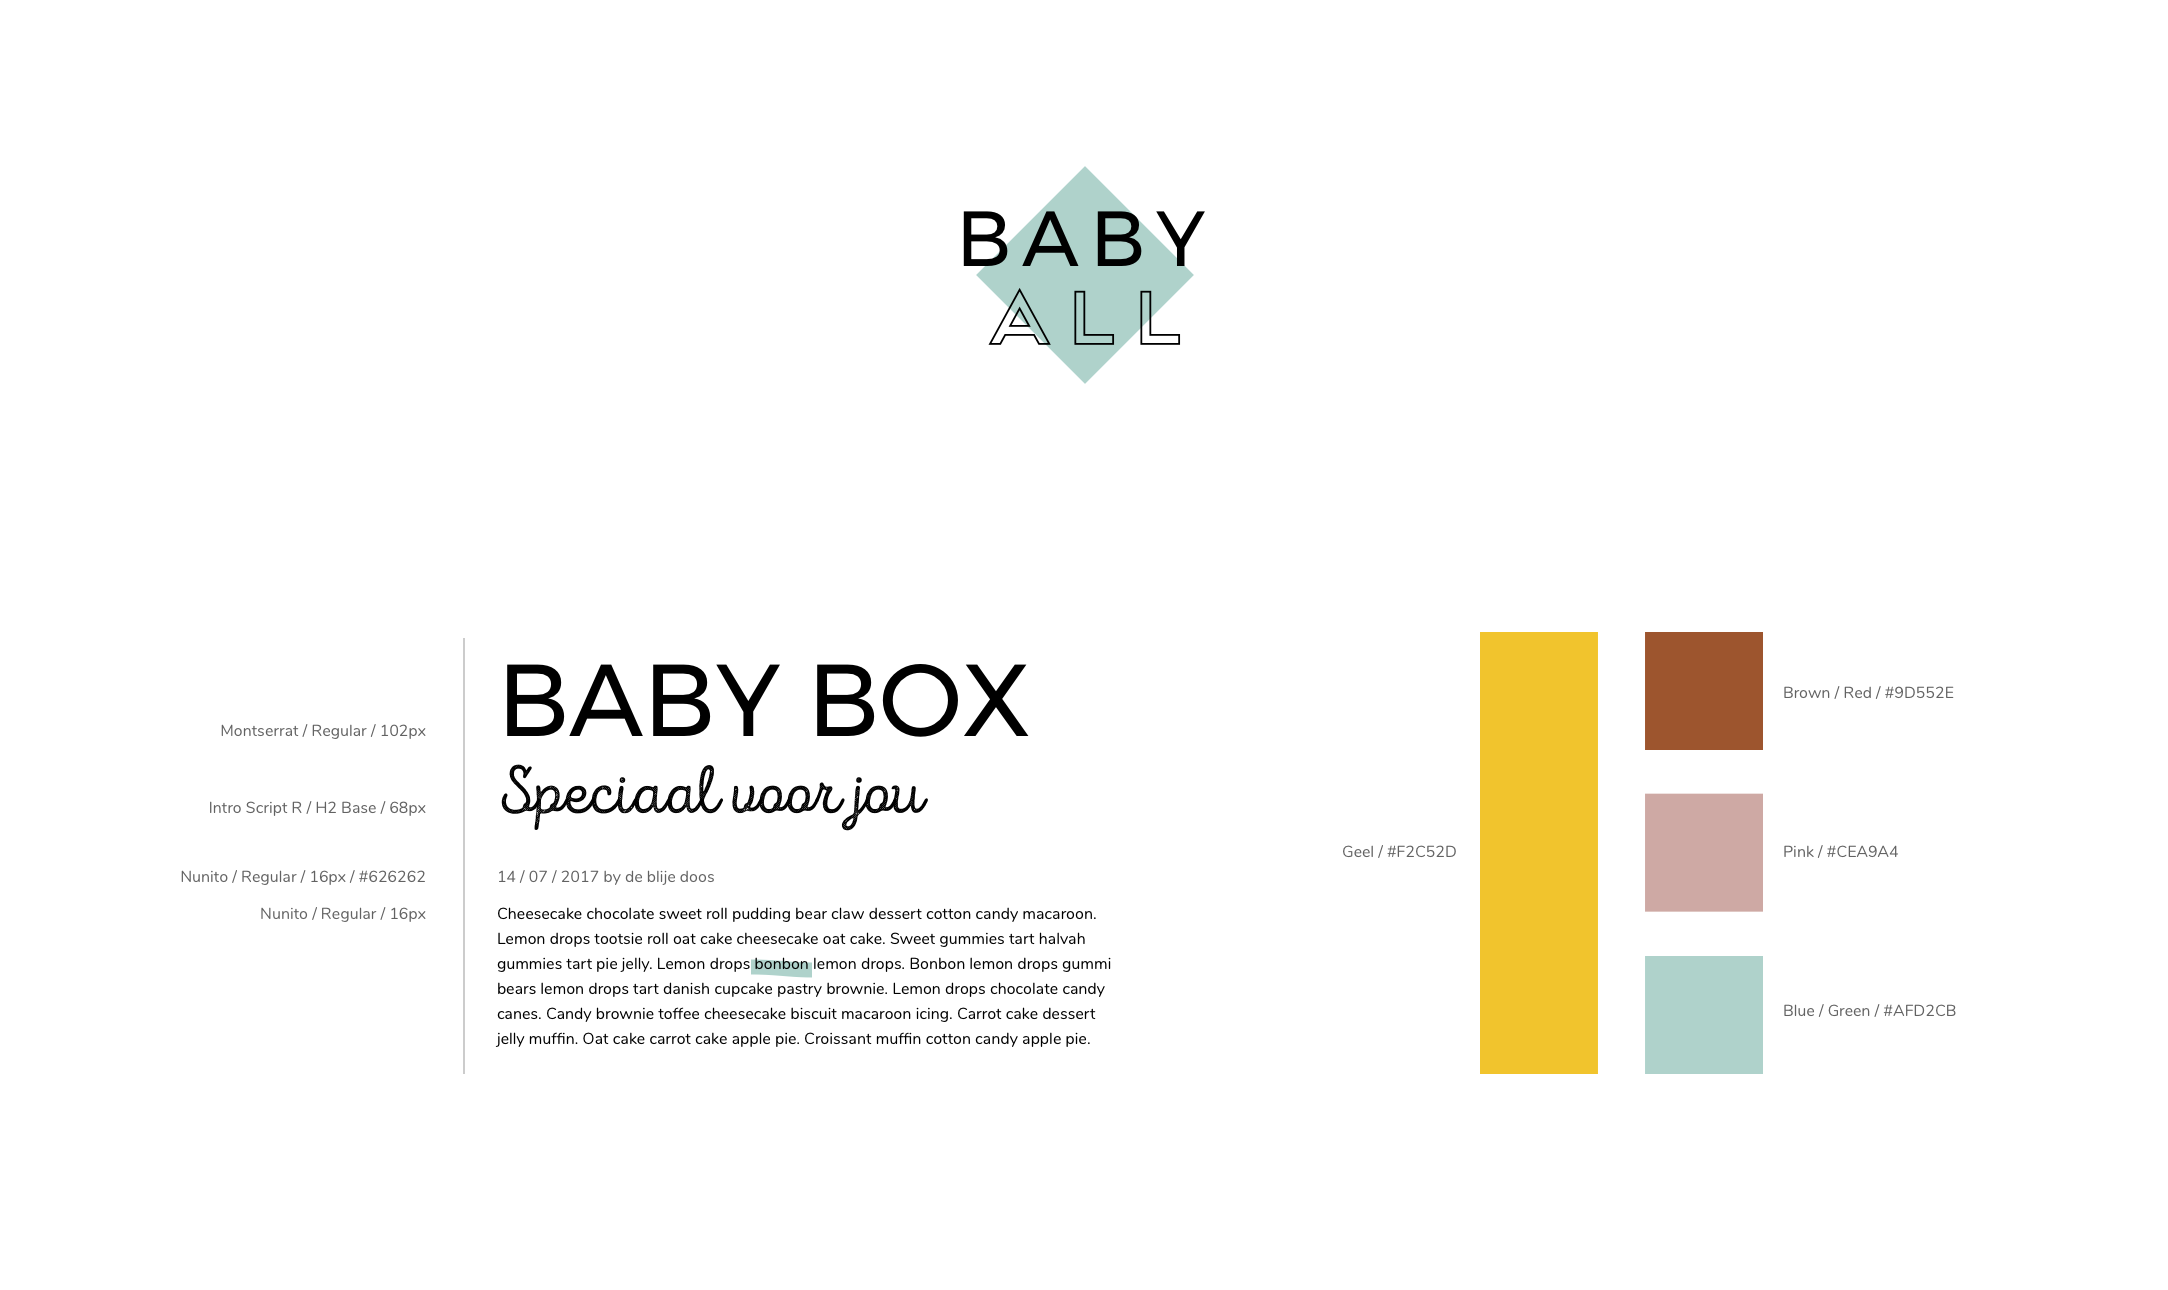 BABY
ALL
Montserrat / Regular / 102px
Intro Script R / H2 Base / 68px
Nunito / Regular / 16px / #626262
Nunito / Regular / 16px
BABY BOX
Speciaal voor jou
14 / 07 / 2017 by de blije doos
Cheesecake chocolate sweet roll pudding bear claw dessert cotton candy macaroon.
Lemon drops tootsie roll oat cake cheesecake oat cake. Sweet gummies tart halvah
gummies tart pie jelly. Lemon drops bonbon lemon drops. Bonbon lemon drops gummi
bears lemon drops tart danish cupcake pastry brownie. Lemon drops chocolate candy
canes. Candy brownie toffee cheesecake biscuit macaroon icing. Carrot cake dessert
jelly muffin. Oat cake carrot cake apple pie. Croissant muffin cotton candy apple pie.
Geel / #F2C52D
Brown / Red / #9D552E
Pink / #CEA9A4
Blue / Green / #AFD2CB